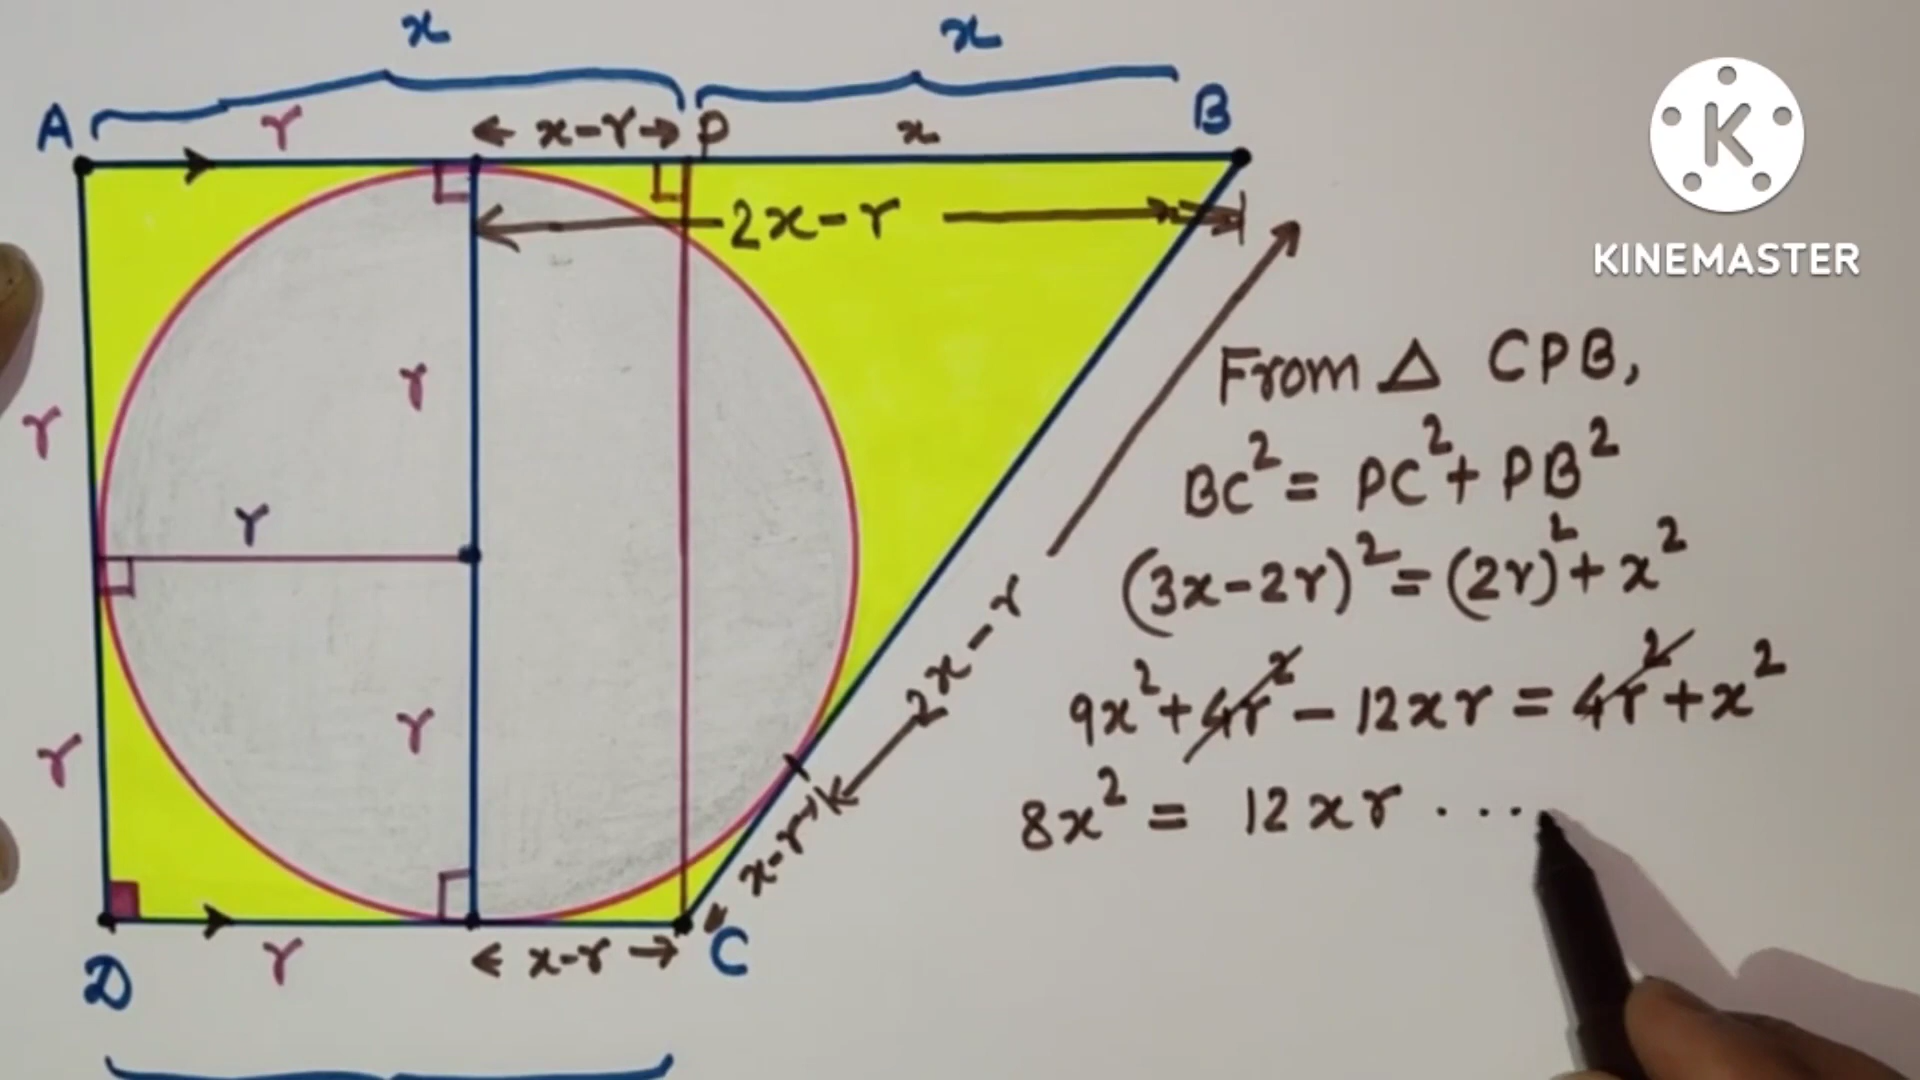 x x
A r x-r P x B
2x-r
r r
r
r r
2x-r
x-r
D r x-r C
From △ CPB,
BC² = PC² + PB²
(3x-2r)² = (2r)² + x²
9x² + 4r² - 12xr = 4r² + x²
8x² = 12xr ....
K
KINEMASTER